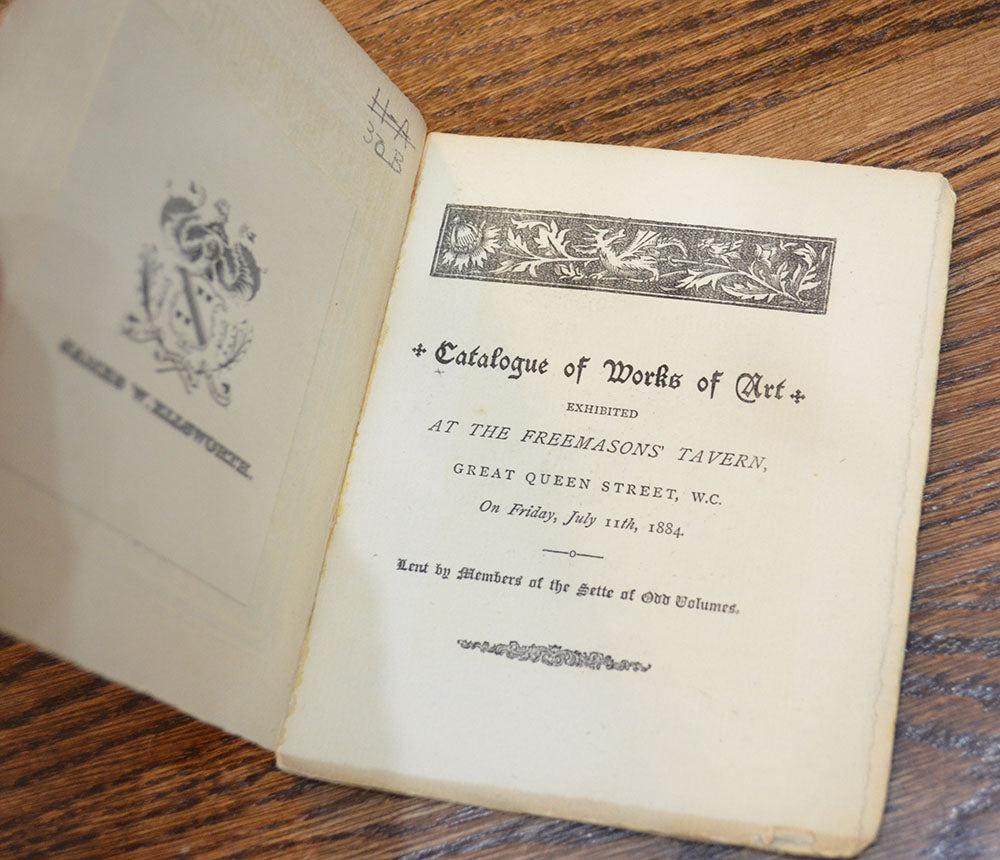 JAMES W. ELLSWORTH.
Catalogue of Works of Art
EXHIBITED
AT THE FREEMASONS' TAVERN,
GREAT QUEEN STREET, W.C.
On Friday, July 11th, 1884.
Lent by Members of the Sette of Odd Volumes.